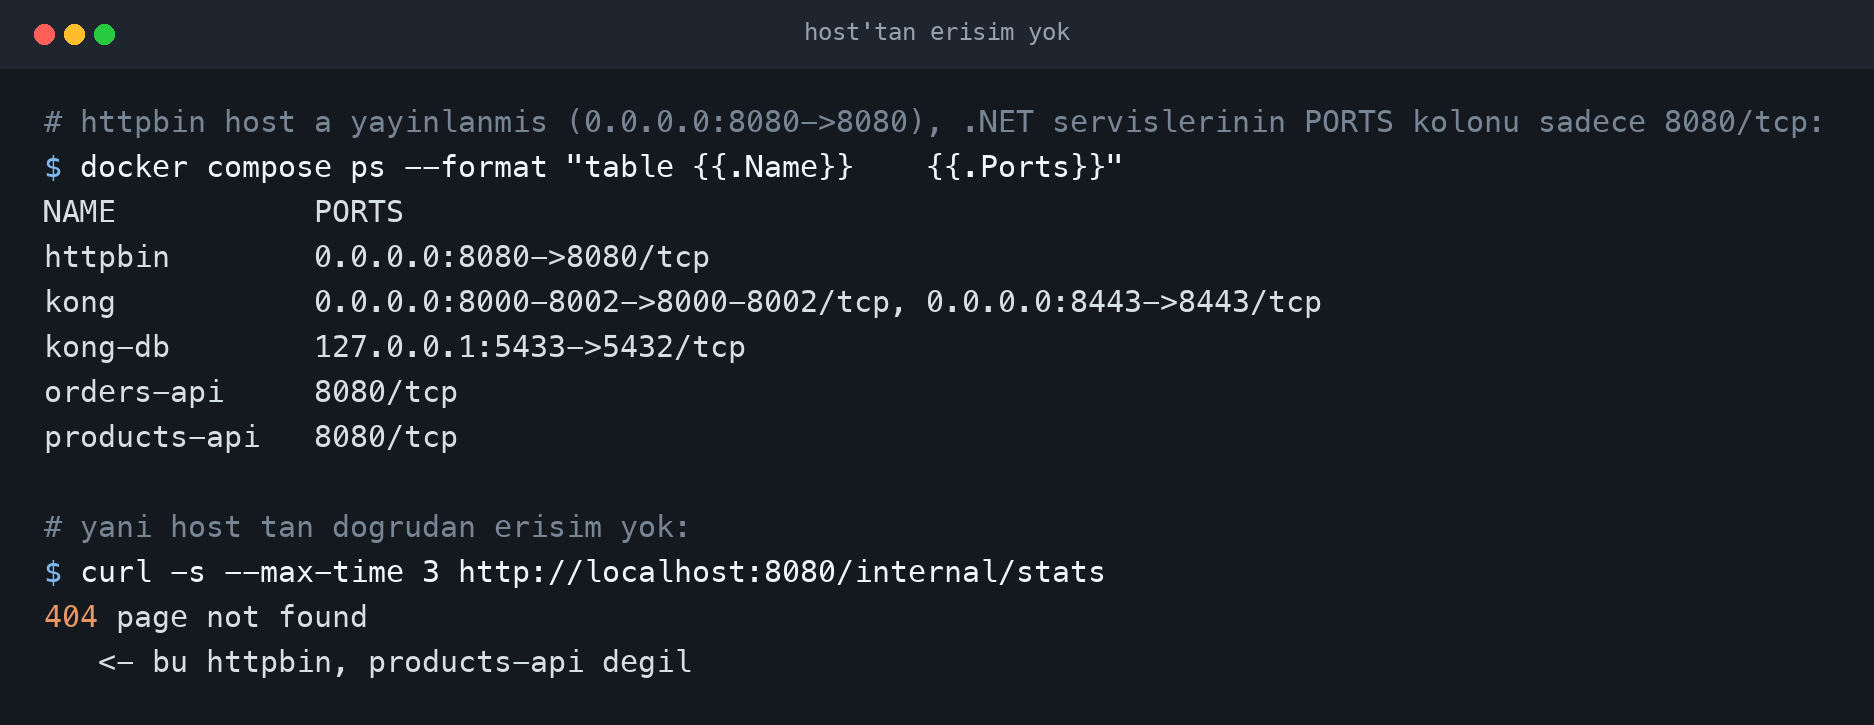 host'tan erisim yok
# httpbin host a yayinlanmis (0.0.0.0:8080->8080), .NET servislerinin PORTS kolonu sadece 8080/tcp:
$ docker compose ps --format "table {{.Name}}    {{.Ports}}"
NAME           PORTS
httpbin        0.0.0.0:8080->8080/tcp
kong           0.0.0.0:8000-8002->8000-8002/tcp, 0.0.0.0:8443->8443/tcp
kong-db        127.0.0.1:5433->5432/tcp
orders-api     8080/tcp
products-api   8080/tcp
# yani host tan dogrudan erisim yok:
$ curl -s --max-time 3 http://localhost:8080/internal/stats
404 page not found
   <- bu httpbin, products-api degil